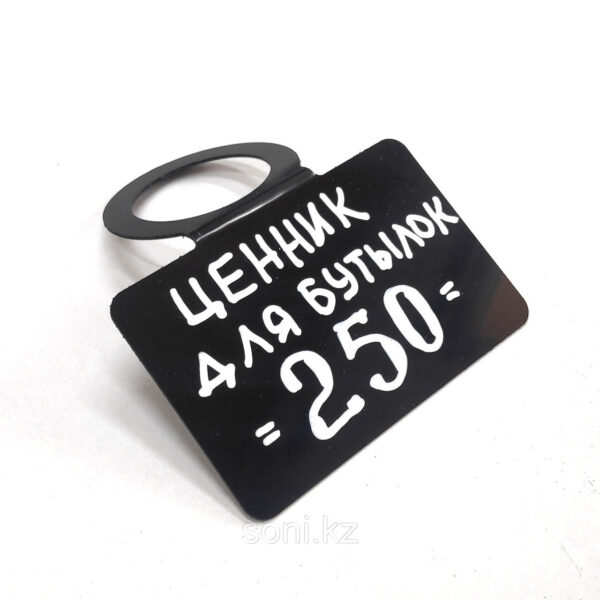 ЦЕННИК
ДЛЯ БУТЫЛОК
=250=
soni.kz